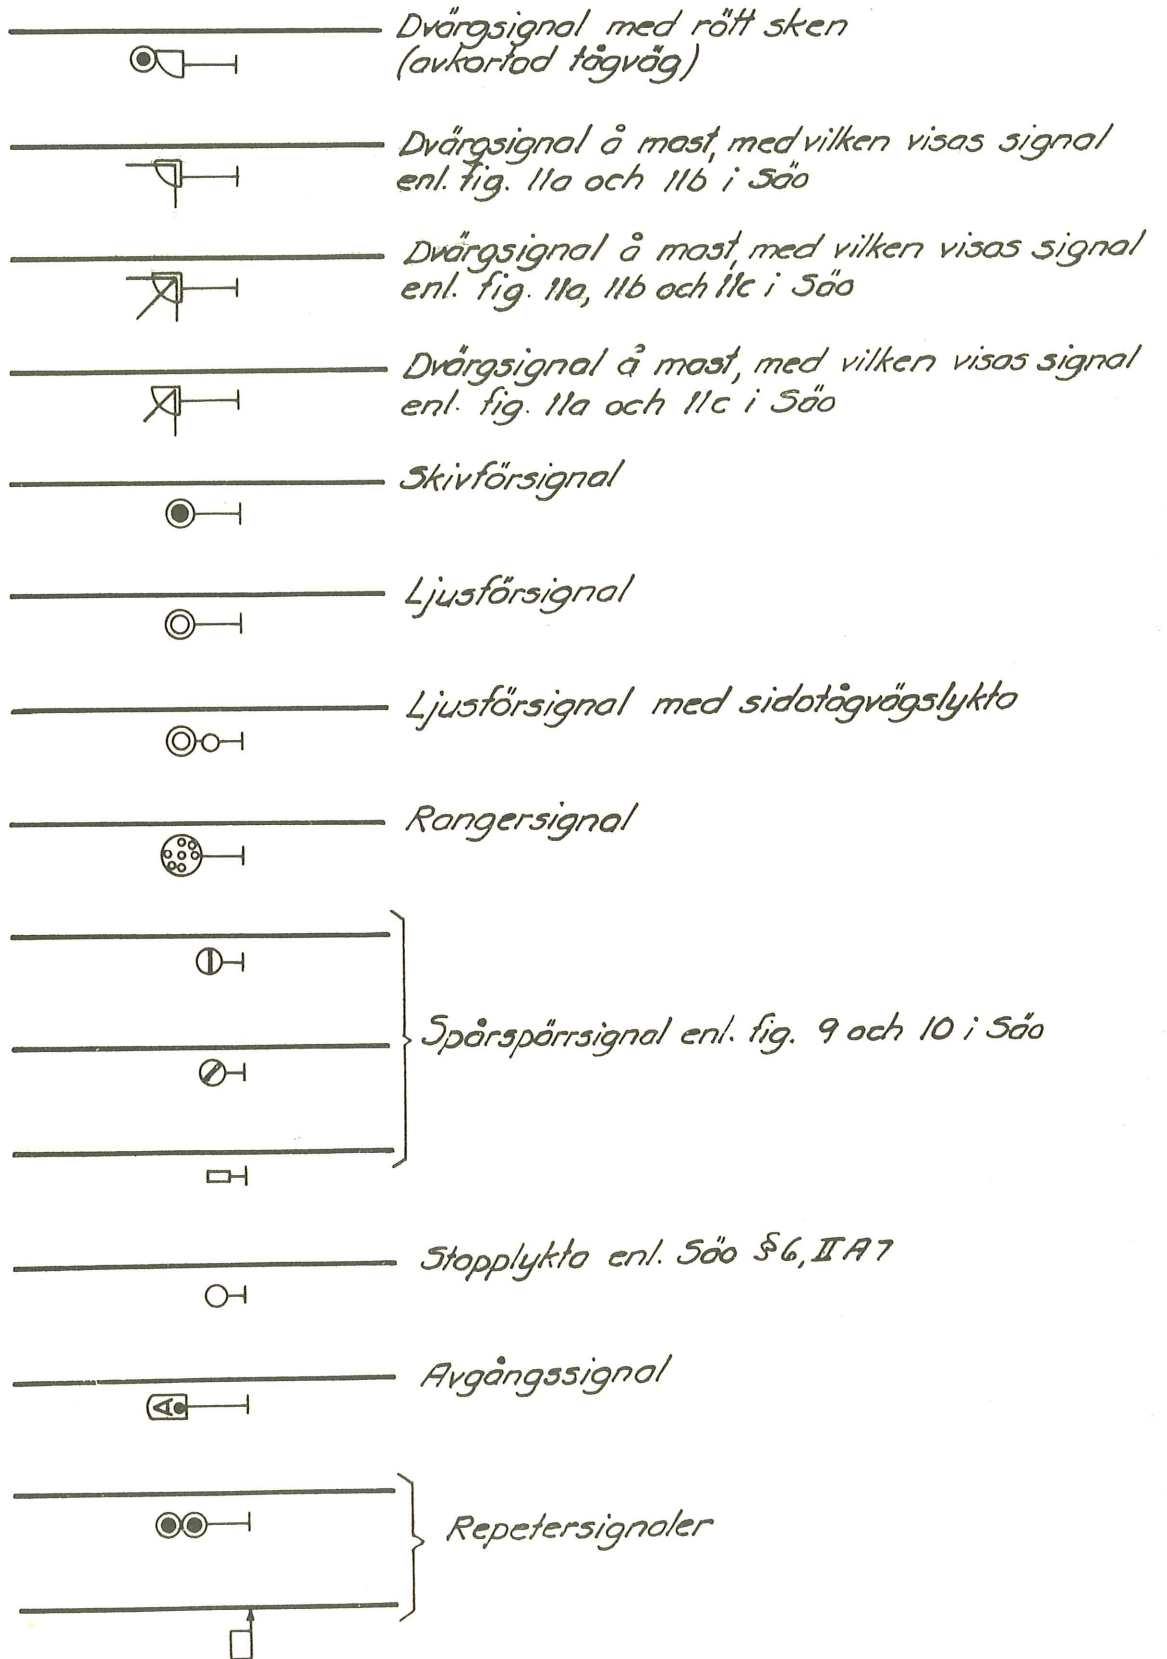 Dvärgsignal med rött sken
(avkortad tågväg)
Dvärgsignal å mast, med vilken visas signal
enl. fig. 11a och 11b i Säo
Dvärgsignal å mast, med vilken visas signal
enl. fig. 11a, 11b och 11c i Säo
Dvärgsignal å mast, med vilken visas signal
enl. fig. 11a och 11c i Säo
Skivförsignal
Ljusförsignal
Ljusförsignal med sidotågvägslykta
Rangersignal
Spårspärrsignal enl. fig. 9 och 10 i Säo
Stopplykta enl. Säo §6, II A 7
Avgångssignal
A
Repetersignaler